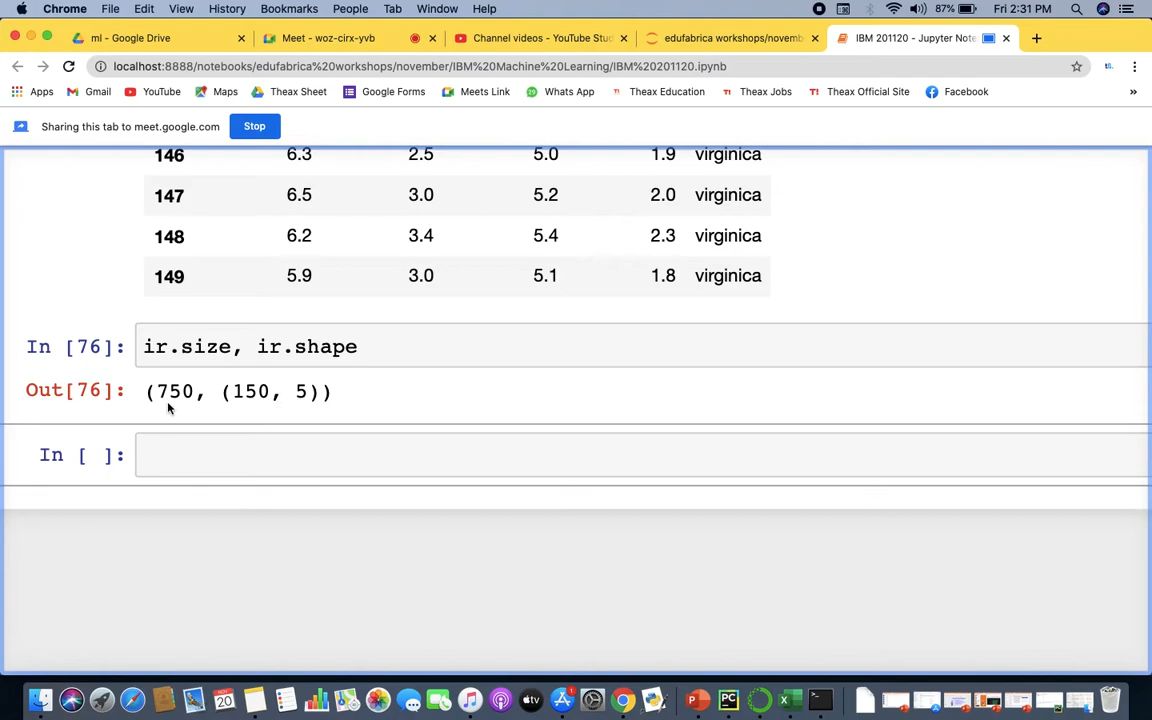 Chrome File Edit View History Bookmarks People Tab Window Help 87% Fri 2:31 PM
ml - Google Drive Meet - woz-cirx-yvb Channel videos - YouTube Stu edufabrica workshops/novemb IBM 201120 - Jupyter Note
localhost:8888/notebooks/edufabrica%20workshops/november/IBM%20Machine%20Learning/IBM%20201120.ipynb
Apps Gmail YouTube Maps Theax Sheet Google Forms Meets Link Whats App Theax Education Theax Jobs Theax Official Site Facebook »
Sharing this tab to meet.google.com Stop
146 6.3 2.5 5.0 1.9 virginica
147 6.5 3.0 5.2 2.0 virginica
148 6.2 3.4 5.4 2.3 virginica
149 5.9 3.0 5.1 1.8 virginica
In [76]: ir.size, ir.shape
Out[76]: (750, (150, 5))
In [ ]: